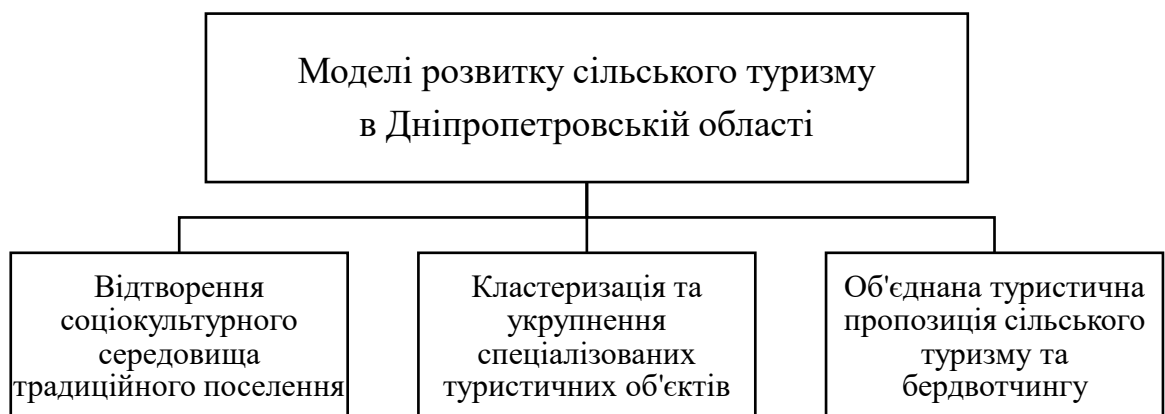 Моделі розвитку сільського туризму
в Дніпропетровській області
Відтворення
соціокультурного
середовища
традиційного поселення
Кластеризація та
укрупнення
спеціалізованих
туристичних об'єктів
Об'єднана туристична
пропозиція сільського
туризму та
бердвотчингу